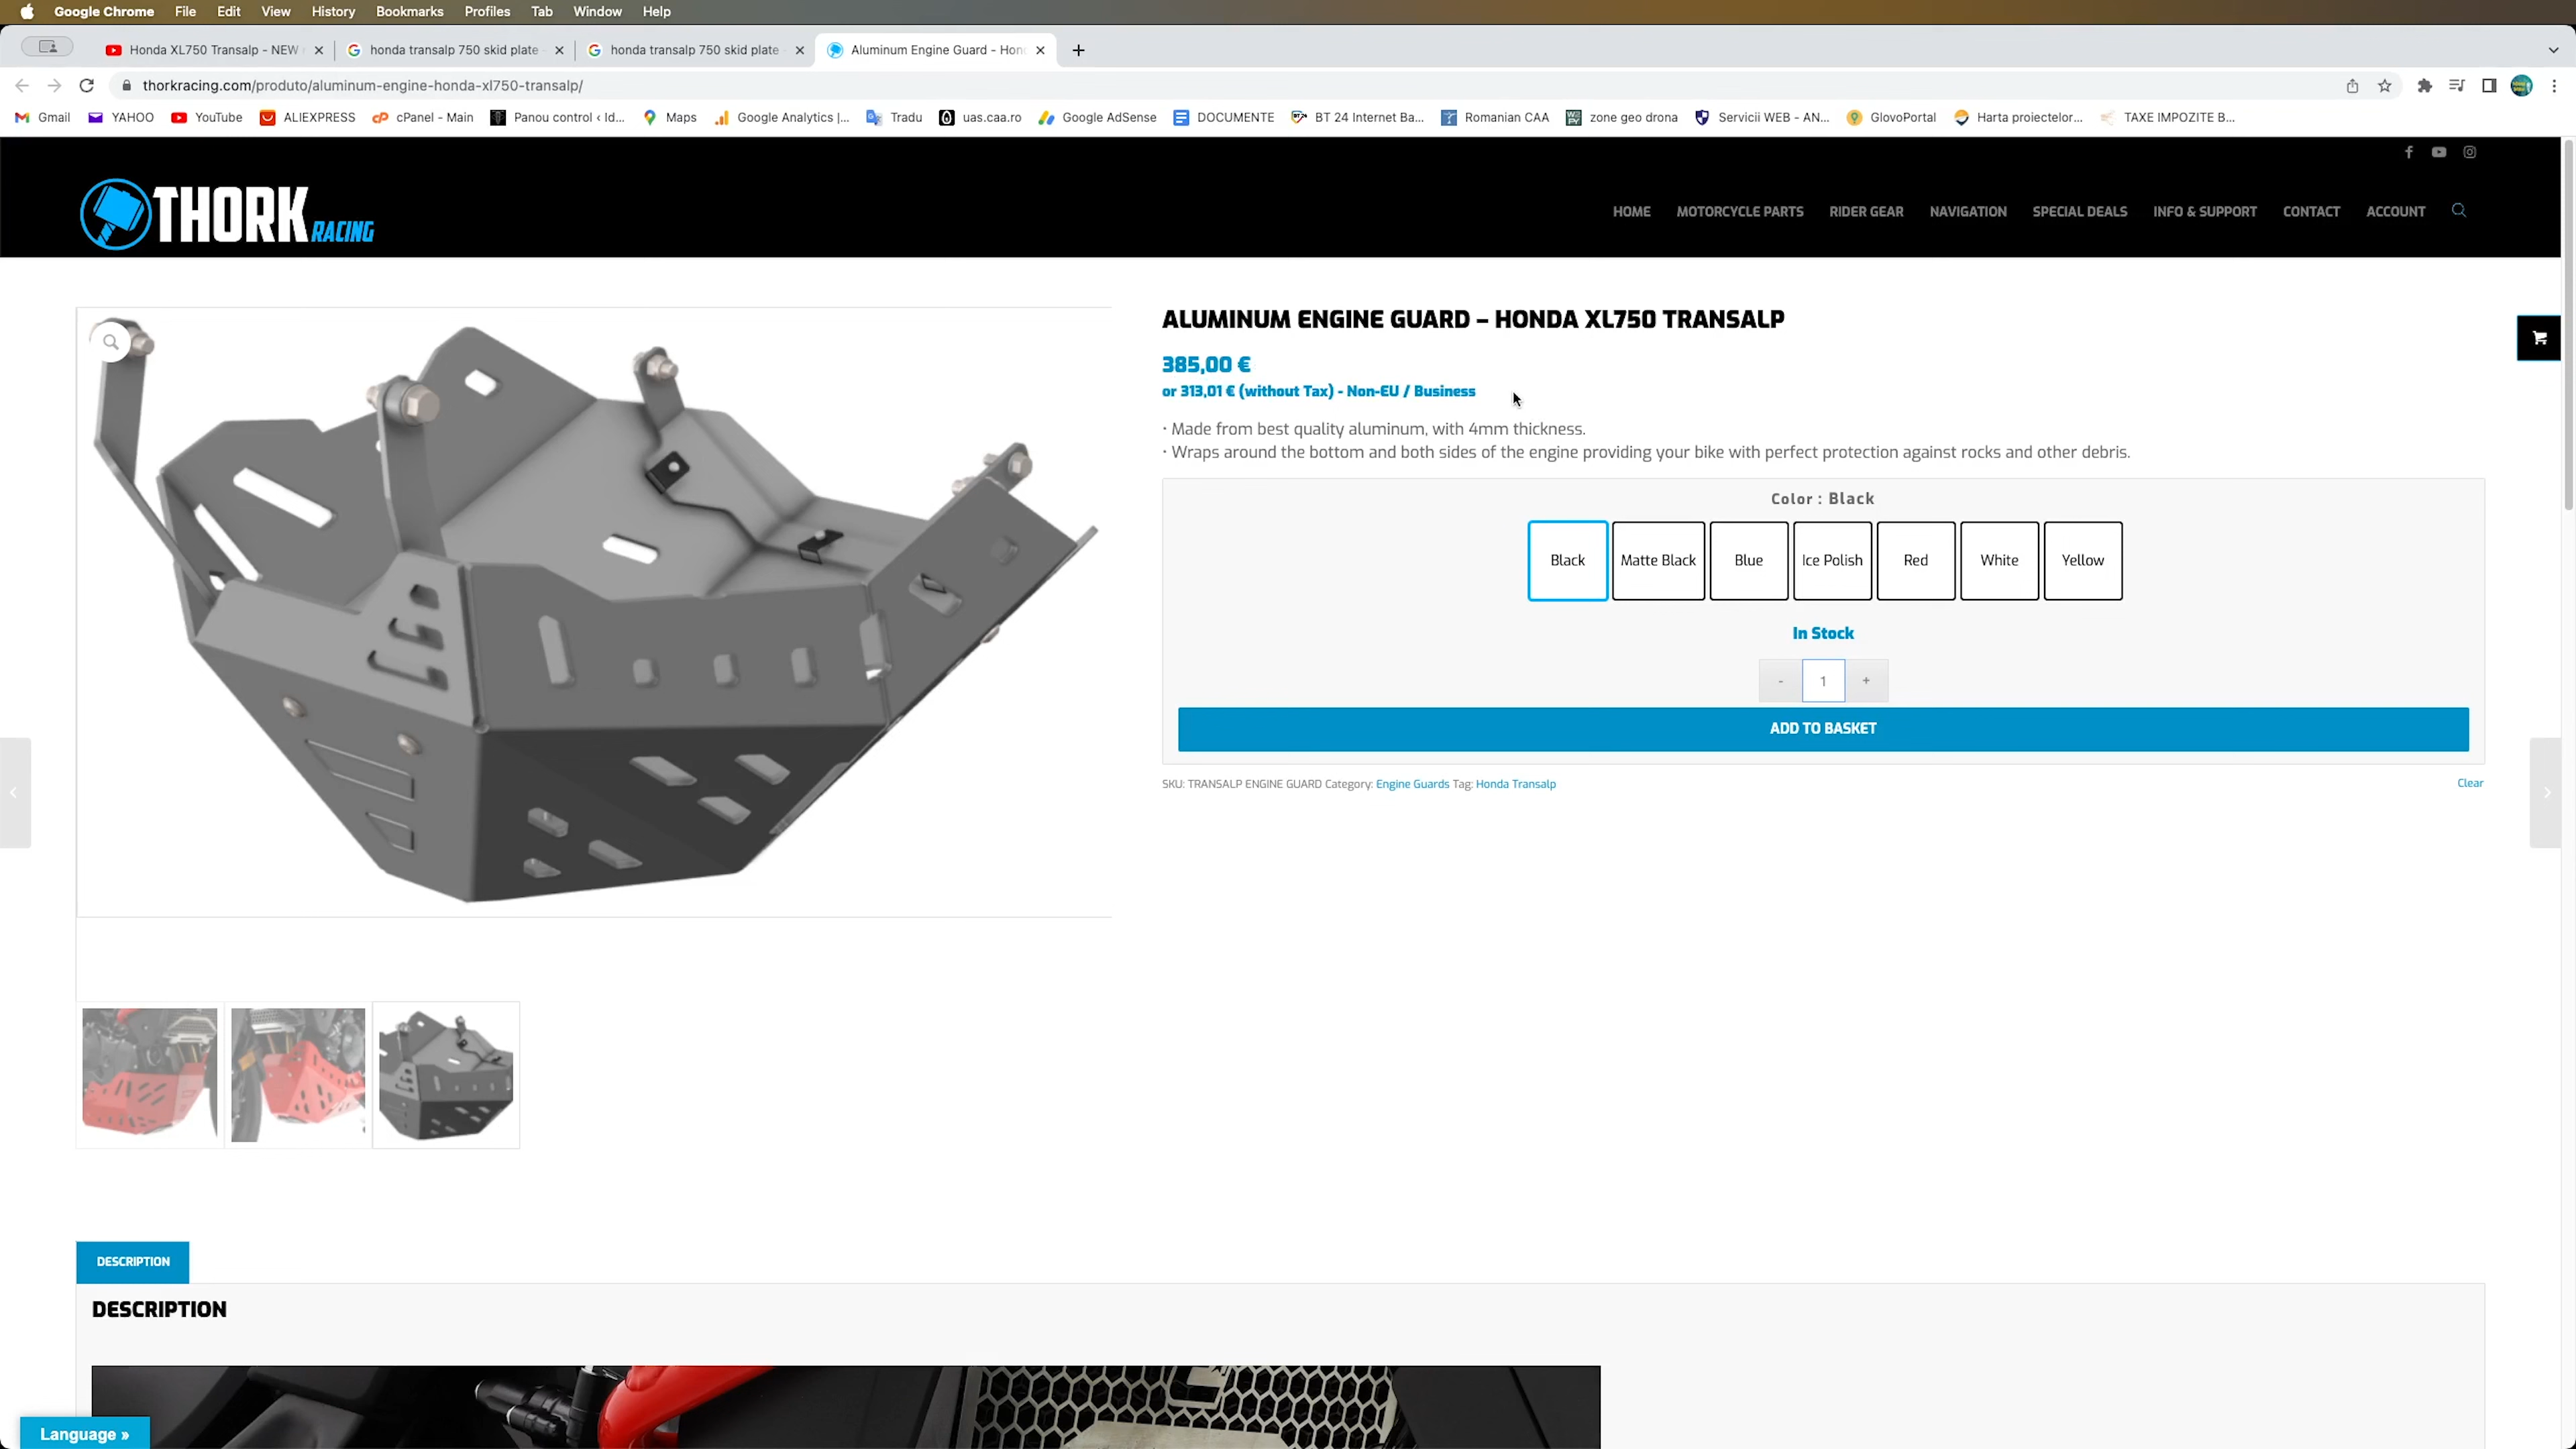 Google Chrome File Edit View History Bookmarks Profiles Tab Window Help
Honda XL750 Transalp - NEW
honda transalp 750 skid plate
honda transalp 750 skid plate
Aluminum Engine Guard - Hon
thorkracing.com/produto/aluminum-engine-honda-xl750-transalp/
Gmail YAHOO YouTube ALIEXPRESS cPanel - Main Panou control ‹ Id... Maps Google Analytics |... Tradu uas.caa.ro Google AdSense DOCUMENTE BT 24 Internet Ba... Romanian CAA zone geo drona Servicii WEB - AN... GlovoPortal Harta proiectelor... TAXE IMPOZITE B...
THORK RACING
HOME MOTORCYCLE PARTS RIDER GEAR NAVIGATION SPECIAL DEALS INFO & SUPPORT CONTACT ACCOUNT
ALUMINUM ENGINE GUARD – HONDA XL750 TRANSALP
385,00 €
or 313,01 € (without Tax) - Non-EU / Business
• Made from best quality aluminum, with 4mm thickness.
• Wraps around the bottom and both sides of the engine providing your bike with perfect protection against rocks and other debris.
Color : Black
Black Matte Black Blue Ice Polish Red White Yellow
In Stock
- 1 +
ADD TO BASKET
SKU: TRANSALP ENGINE GUARD Category: Engine Guards Tag: Honda Transalp
Clear
DESCRIPTION
DESCRIPTION
Language »